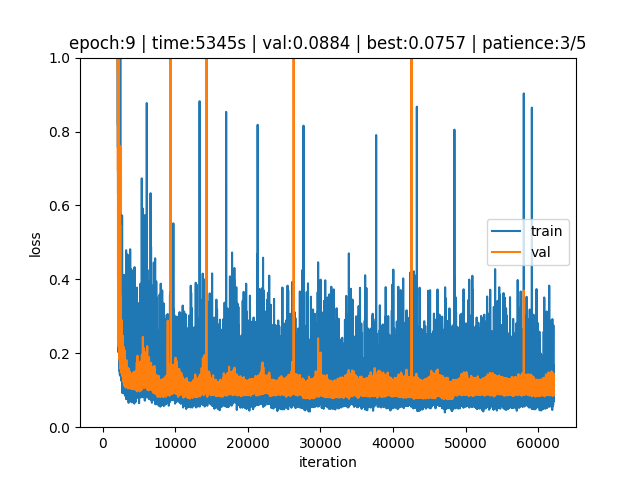 epoch:9 | time:5345s | val:0.0884 | best:0.0757 | patience:3/5
1.0
0.8
0.6
0.4
0.2
0.0
loss
train
val
0 10000 20000 30000 40000 50000 60000
iteration